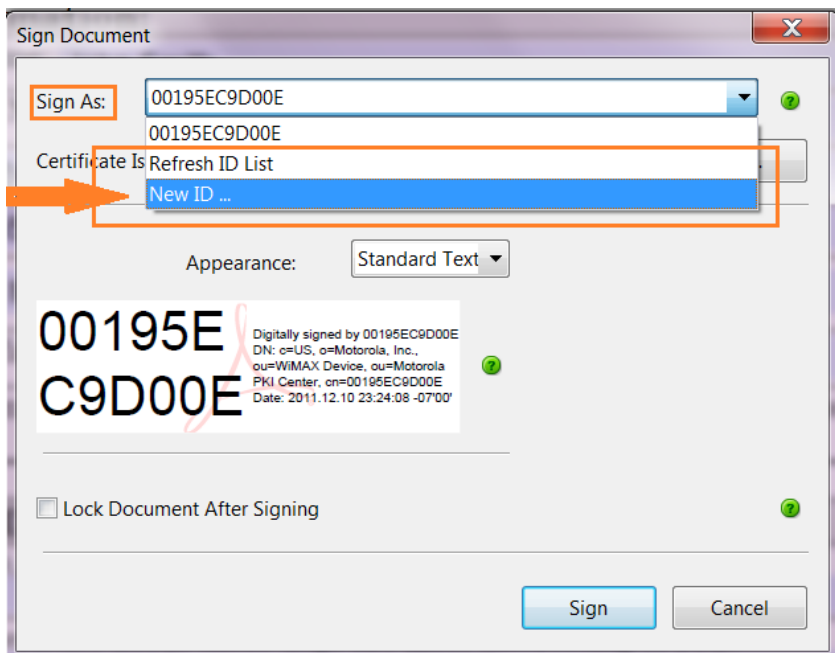 Sign Document
Sign As:
00195EC9D00E
00195EC9D00E
Certificate Is
Refresh ID List
New ID ...
Appearance:
Standard Text
00195E
C9D00E
Digitally signed by 00195EC9D00E
DN: c=US, o=Motorola, Inc.,
ou=WiMAX Device, ou=Motorola
PKI Center, cn=00195EC9D00E
Date: 2011.12.10 23:24:08 -07'00'
Lock Document After Signing
Sign
Cancel